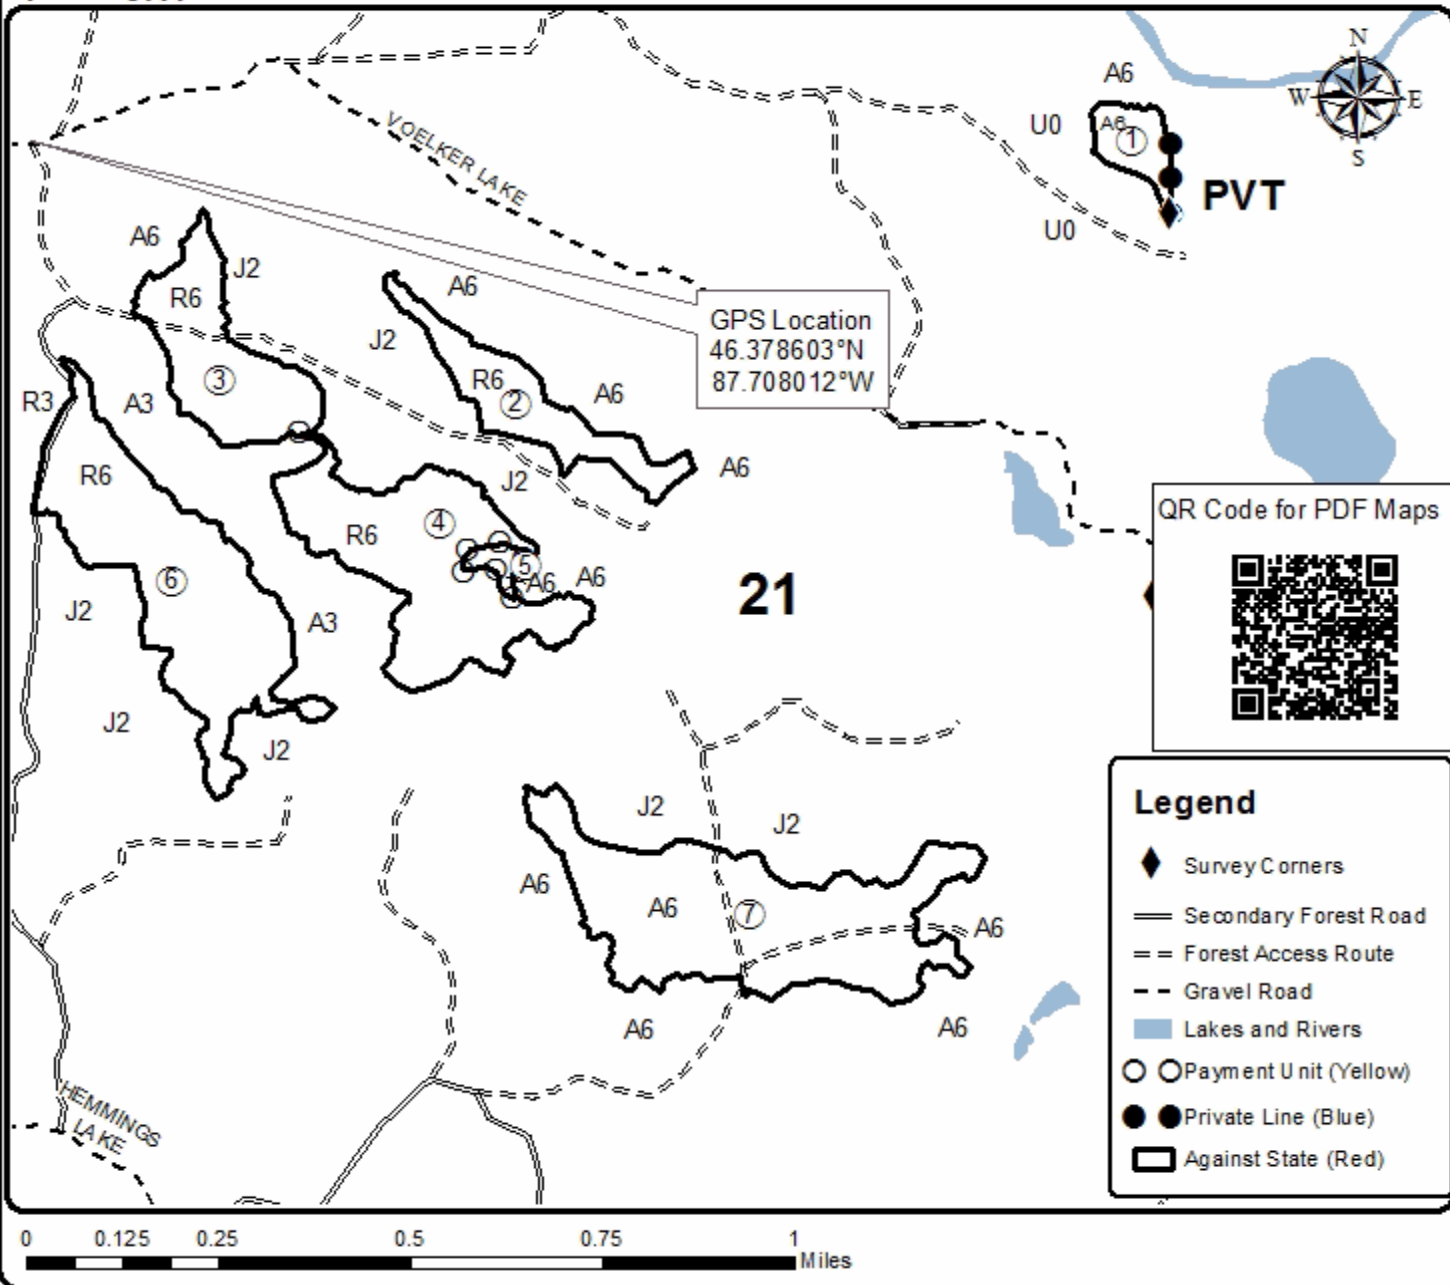 N
W E
S
A6
U0
A6
1
PVT
U0
VOELKER LAKE
A6
J2
R6
A6
J2
GPS Location
46.378603°N
87.708012°W
R6
2
A6
3
R3
A3
A6
J2
R6
4
R6
5
A6
A6
21
6
J2
A3
J2
J2
QR Code for PDF Maps
J2
J2
A6
A6
7
A6
A6
A6
HEMMINGS
LAKE
Legend
Survey Corners
Secondary Forest Road
Forest Access Route
Gravel Road
Lakes and Rivers
Payment Unit (Yellow)
Private Line (Blue)
Against State (Red)
0 0.125 0.25 0.5 0.75 1
Miles